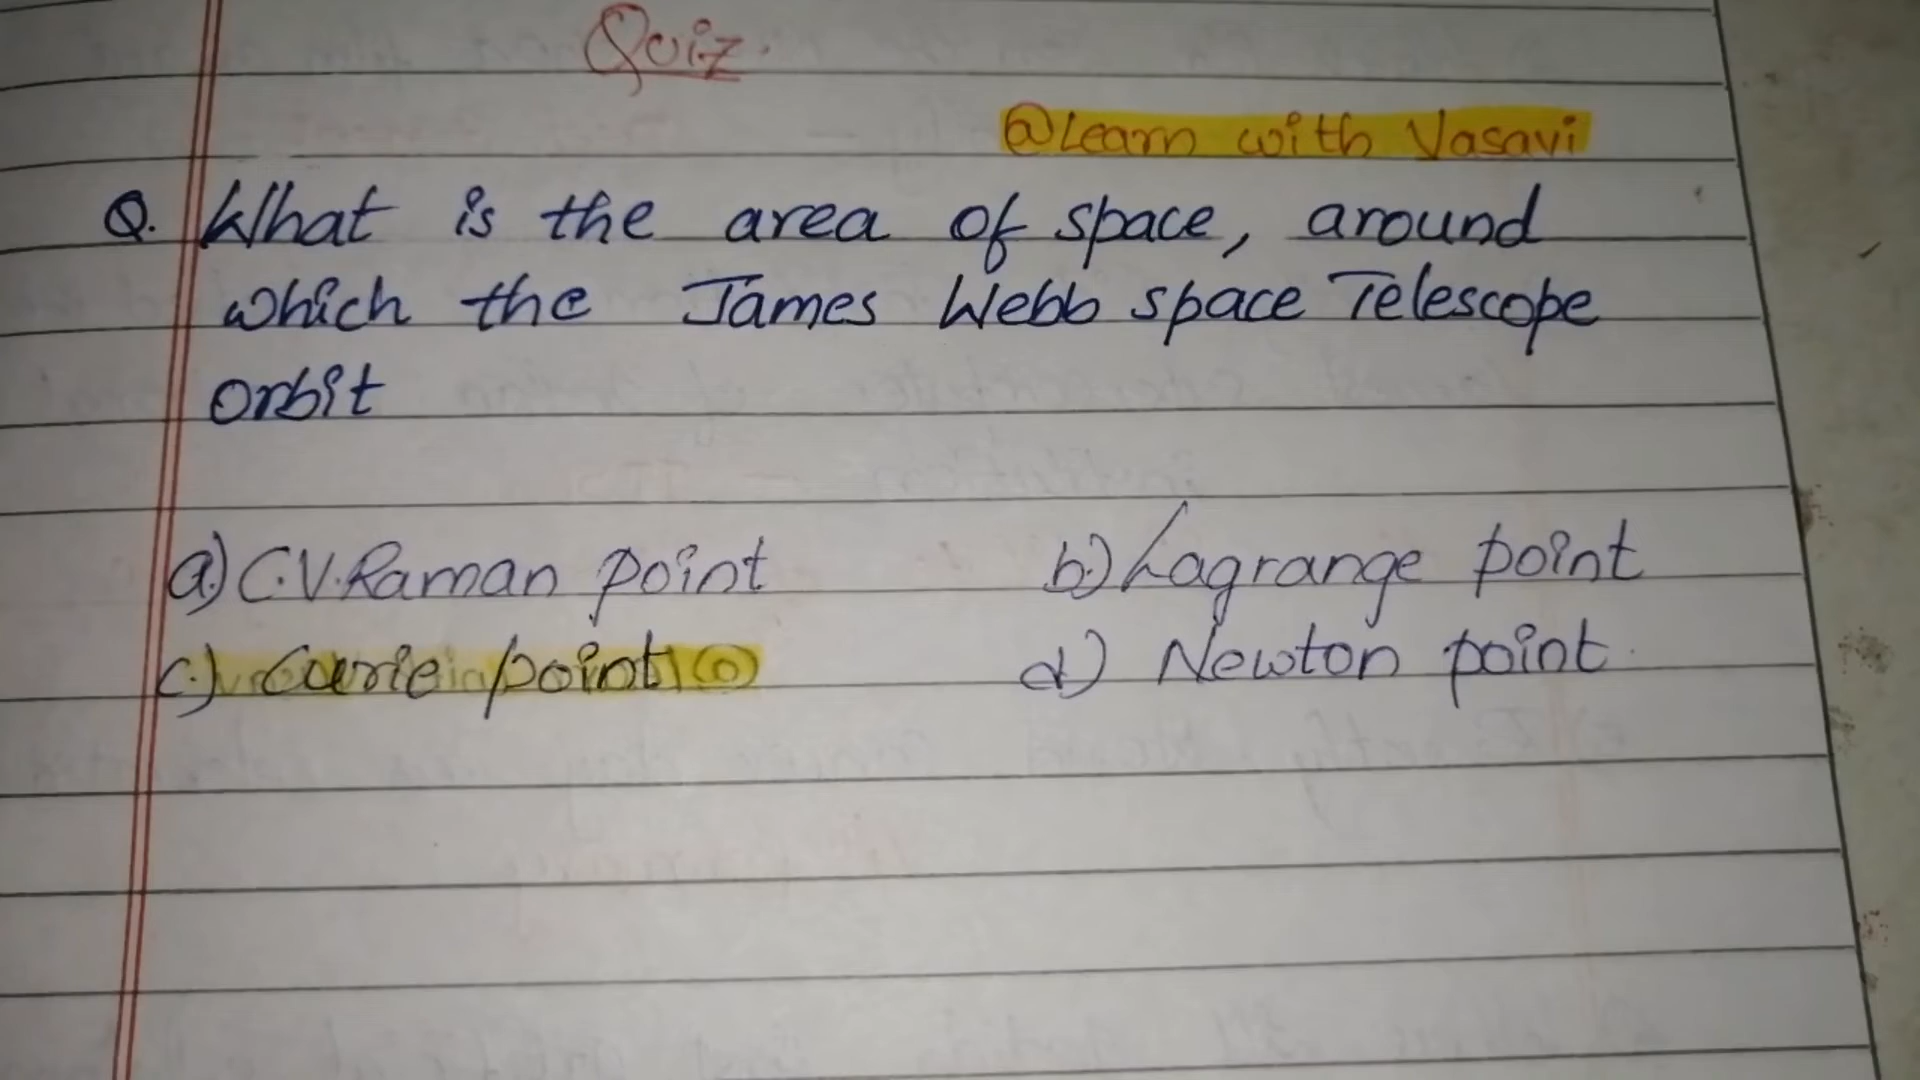 Quiz.
@Learn with Vasavi
Q. What is the area of space, around
which the James Webb space Telescope
orbit
a) C.V.Raman point b) Lagrange point
c) Curie point d) Newton point.